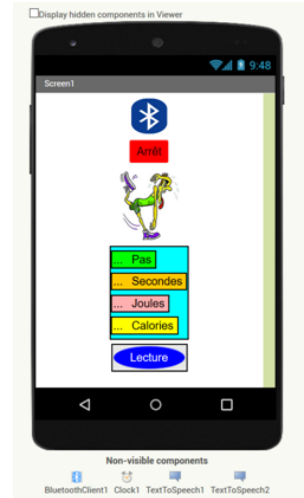 Display hidden components in Viewer
9:48
Screen1
Arrêt
... Pas
... Secondes
... Joules
... Calories
Lecture
Non-visible components
BluetoothClient1 Clock1 TextToSpeech1 TextToSpeech2